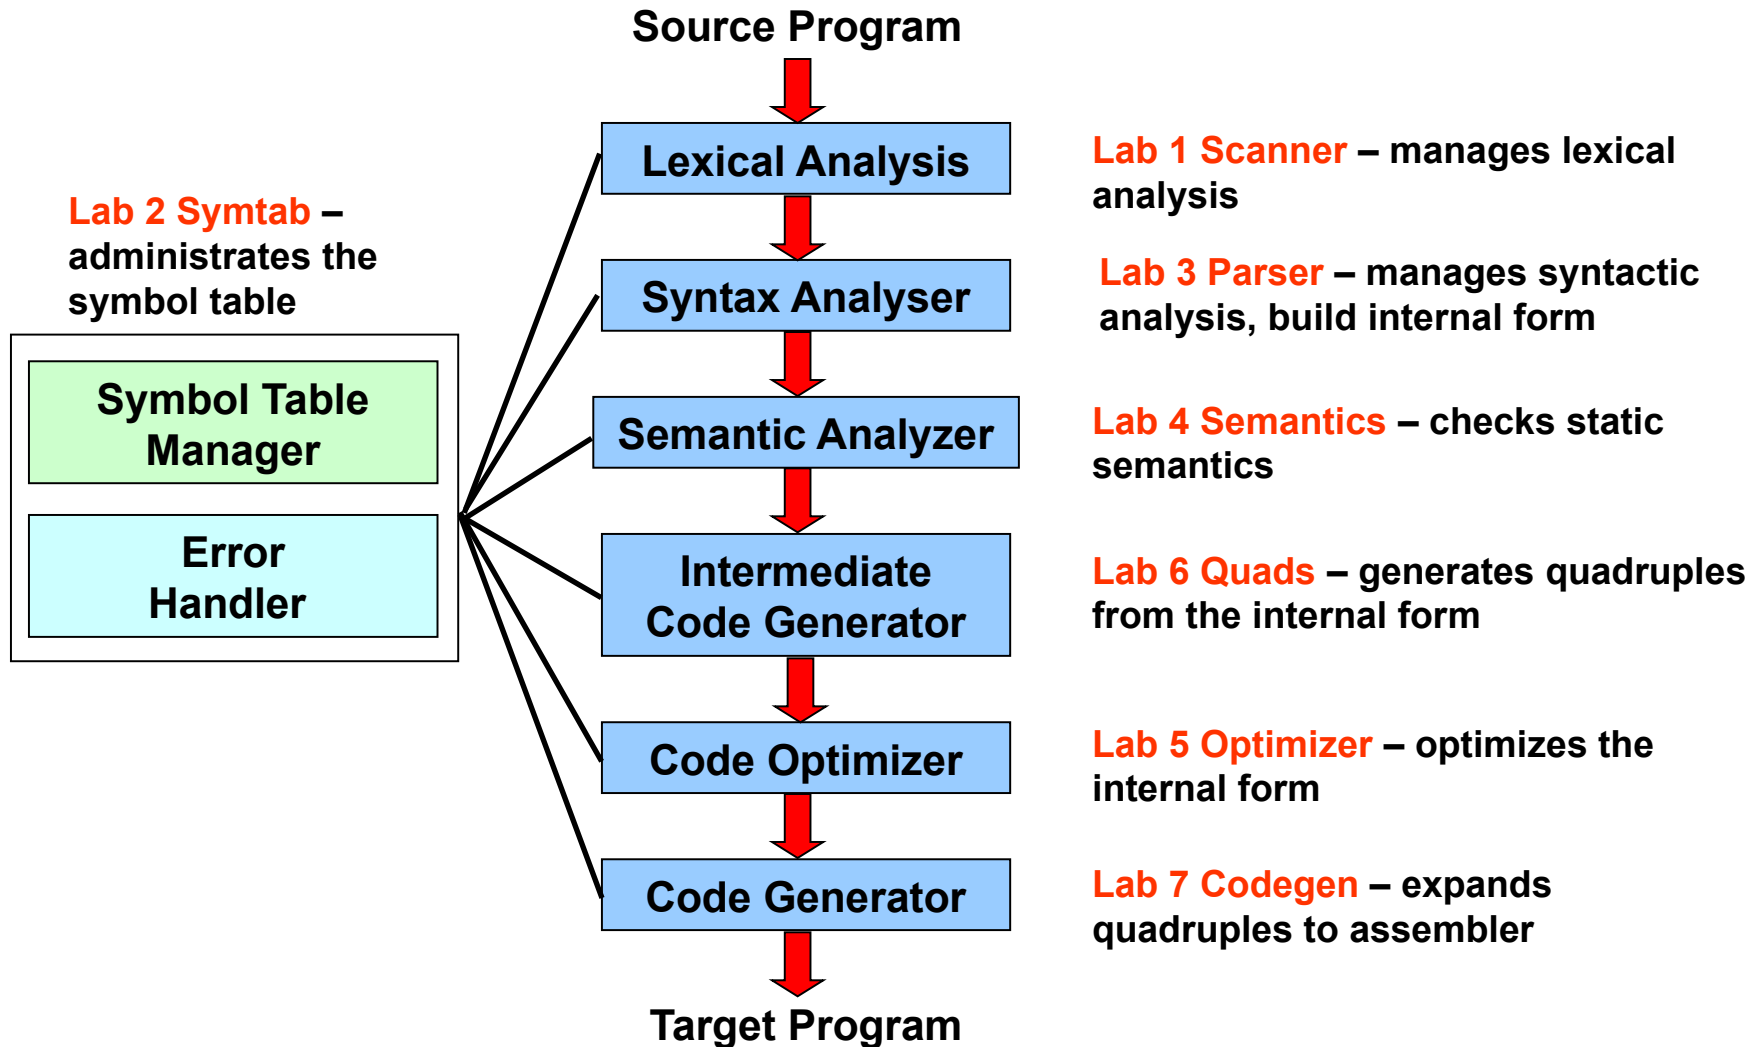 Source Program
Lexical Analysis
Lab 1 Scanner – manages lexical
analysis
Lab 2 Symtab –
administrates the
symbol table
Syntax Analyser
Lab 3 Parser – manages syntactic
analysis, build internal form
Symbol Table
Manager
Semantic Analyzer
Lab 4 Semantics – checks static
semantics
Error
Handler
Intermediate
Code Generator
Lab 6 Quads – generates quadruples
from the internal form
Code Optimizer
Lab 5 Optimizer – optimizes the
internal form
Code Generator
Lab 7 Codegen – expands
quadruples to assembler
Target Program